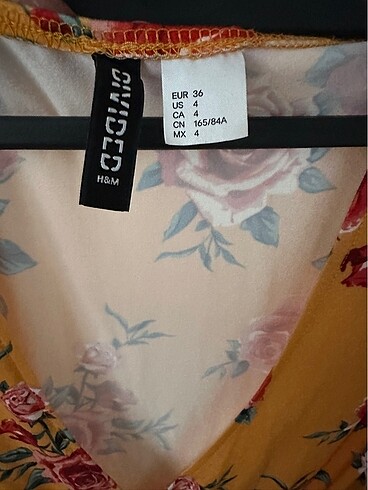 DIVIDED
H&M
EUR 36
US 4
CA 4
CN 165/84A
MX 4